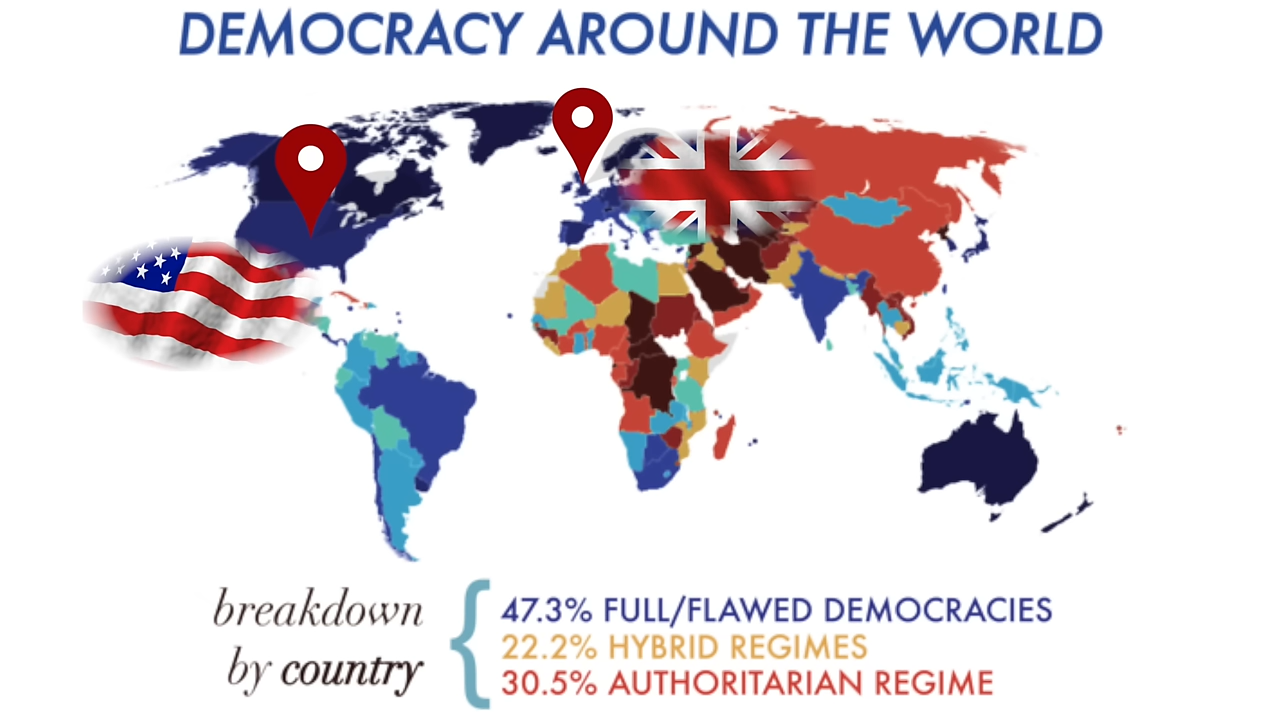 DEMOCRACY AROUND THE WORLD
breakdown
by country
47.3% FULL/FLAWED DEMOCRACIES
22.2% HYBRID REGIMES
30.5% AUTHORITARIAN REGIME